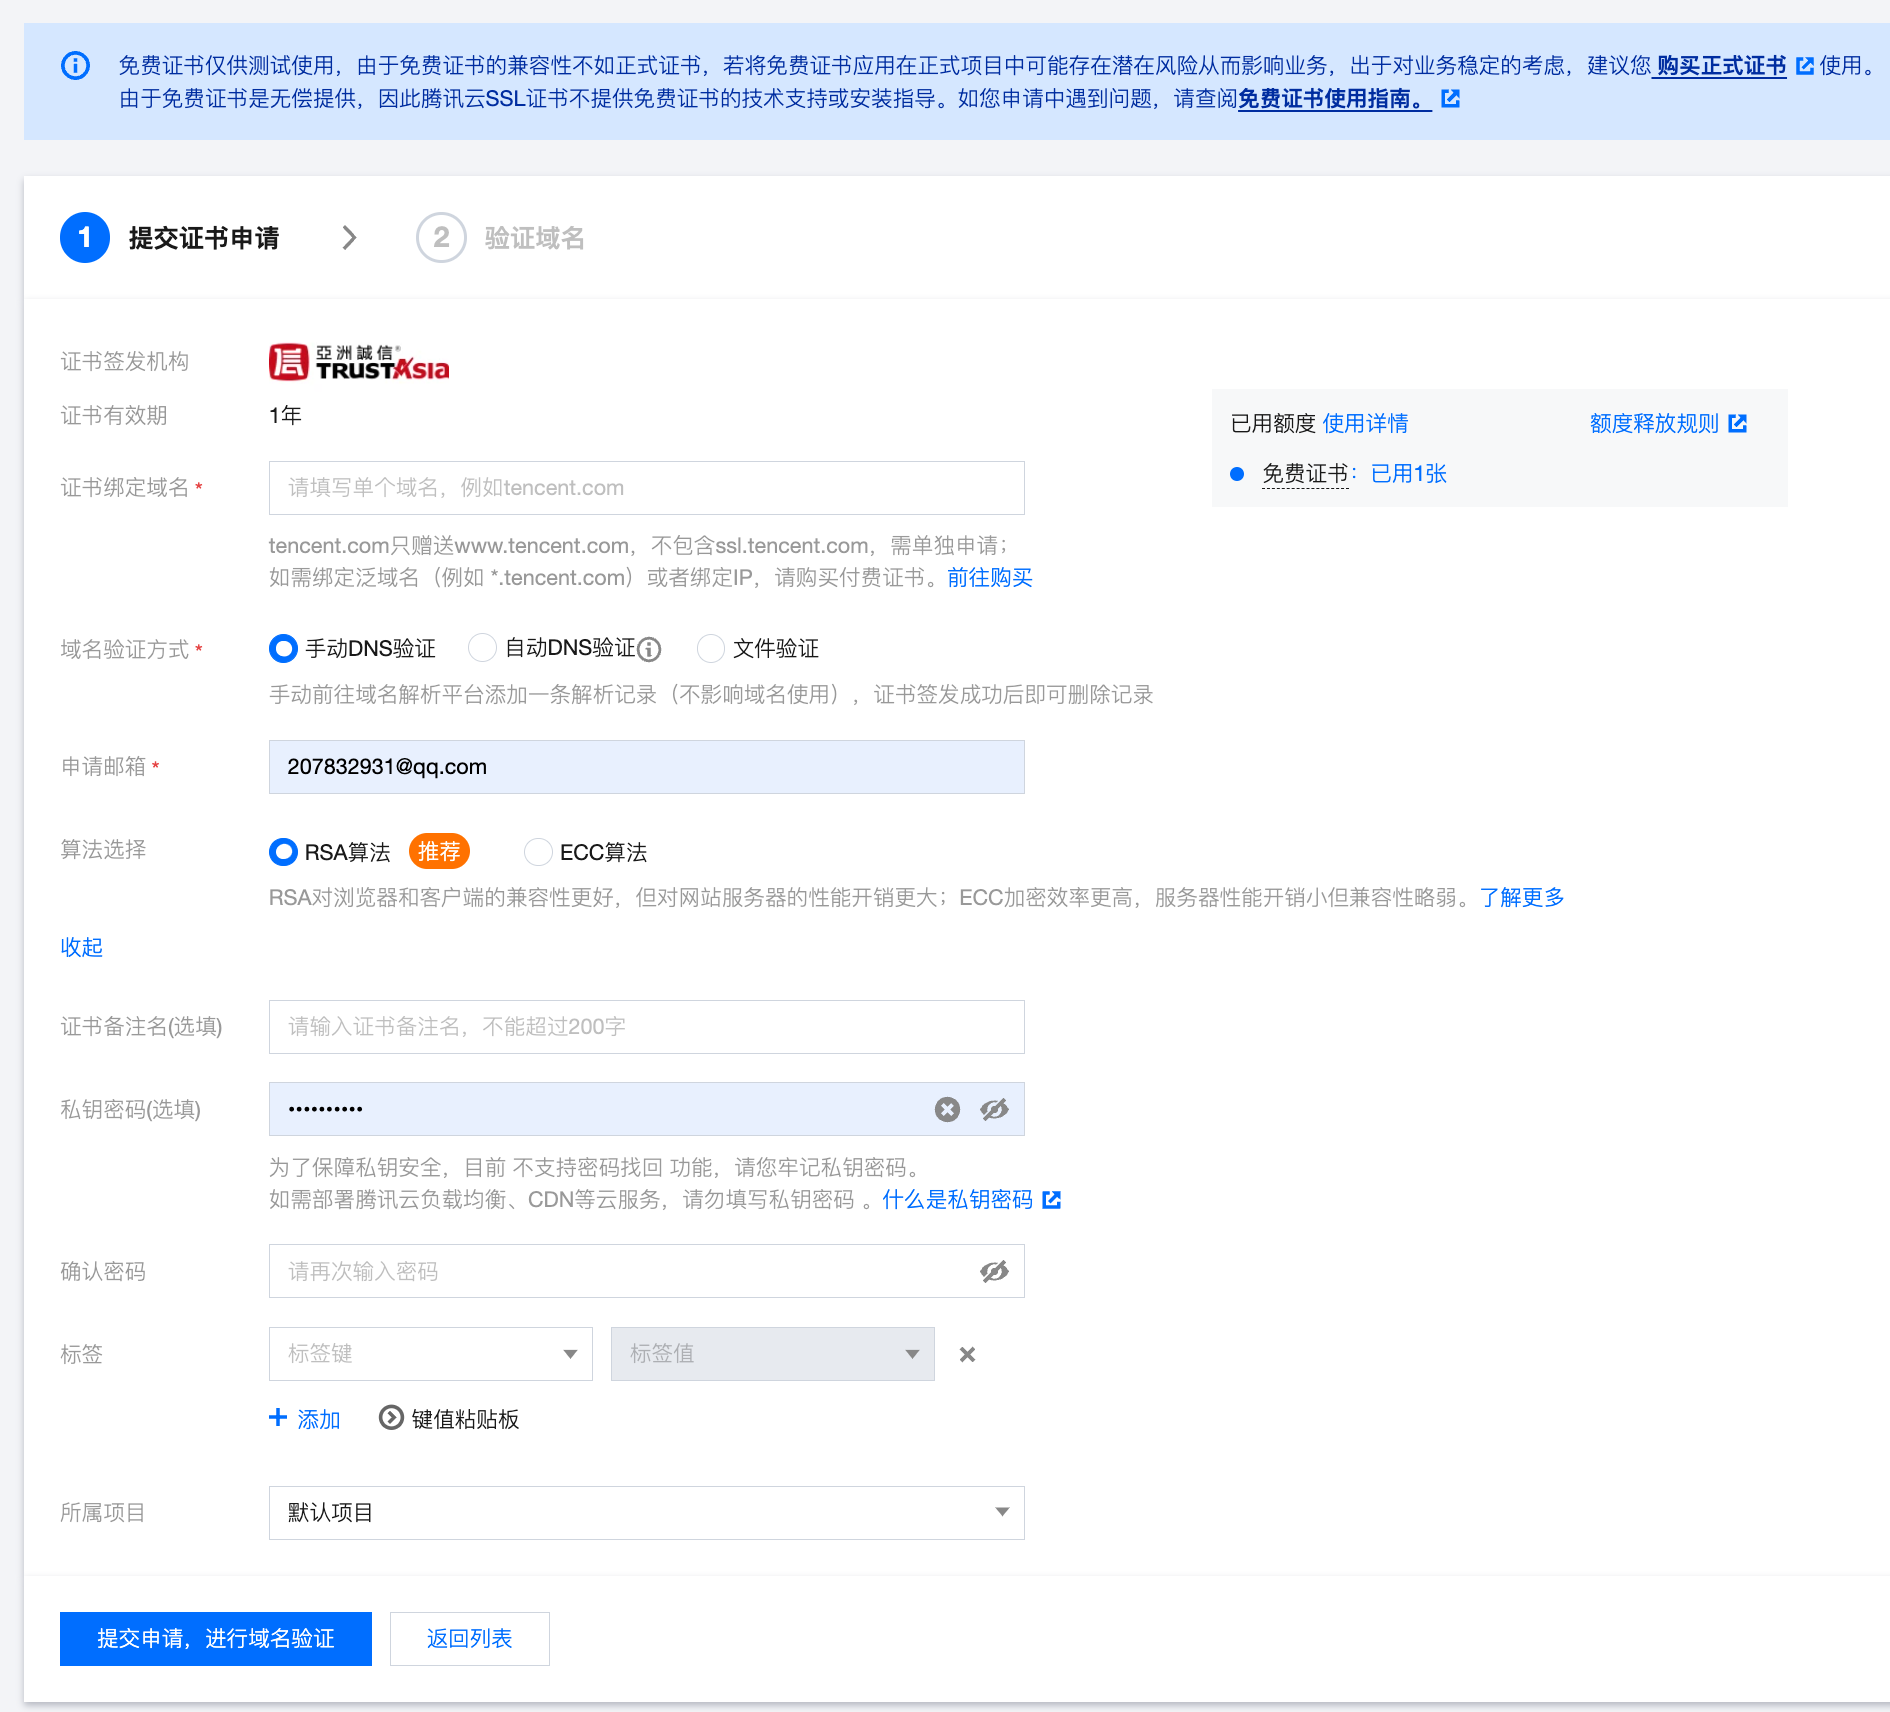 免费证书仅供测试使用，由于免费证书的兼容性不如正式证书，若将免费证书应用在正式项目中可能存在潜在风险从而影响业务，出于对业务稳定的考虑，建议您 购买正式证书 使用。
由于免费证书是无偿提供，因此腾讯云SSL证书不提供免费证书的技术支持或安装指导。如您申请中遇到问题，请查阅免费证书使用指南。
1 提交证书申请 2 验证域名
证书签发机构 信 亞洲誠信® TRUSTAsia
证书有效期 1年
已用额度 使用详情 额度释放规则
免费证书： 已用1张
证书绑定域名 * 请填写单个域名，例如tencent.com
tencent.com只赠送www.tencent.com，不包含ssl.tencent.com，需单独申请；
如需绑定泛域名（例如 *.tencent.com）或者绑定IP，请购买付费证书。前往购买
域名验证方式 * 手动DNS验证 自动DNS验证 文件验证
手动前往域名解析平台添加一条解析记录（不影响域名使用），证书签发成功后即可删除记录
申请邮箱 * 207832931@qq.com
算法选择 RSA算法 推荐 ECC算法
RSA对浏览器和客户端的兼容性更好，但对网站服务器的性能开销更大；ECC加密效率更高，服务器性能开销小但兼容性略弱。了解更多
收起
证书备注名(选填) 请输入证书备注名，不能超过200字
私钥密码(选填) ••••••••••
为了保障私钥安全，目前 不支持密码找回 功能，请您牢记私钥密码。
如需部署腾讯云负载均衡、CDN等云服务，请勿填写私钥密码 。什么是私钥密码
确认密码 请再次输入密码
标签 标签键 标签值
添加 键值粘贴板
所属项目 默认项目
提交申请，进行域名验证 返回列表